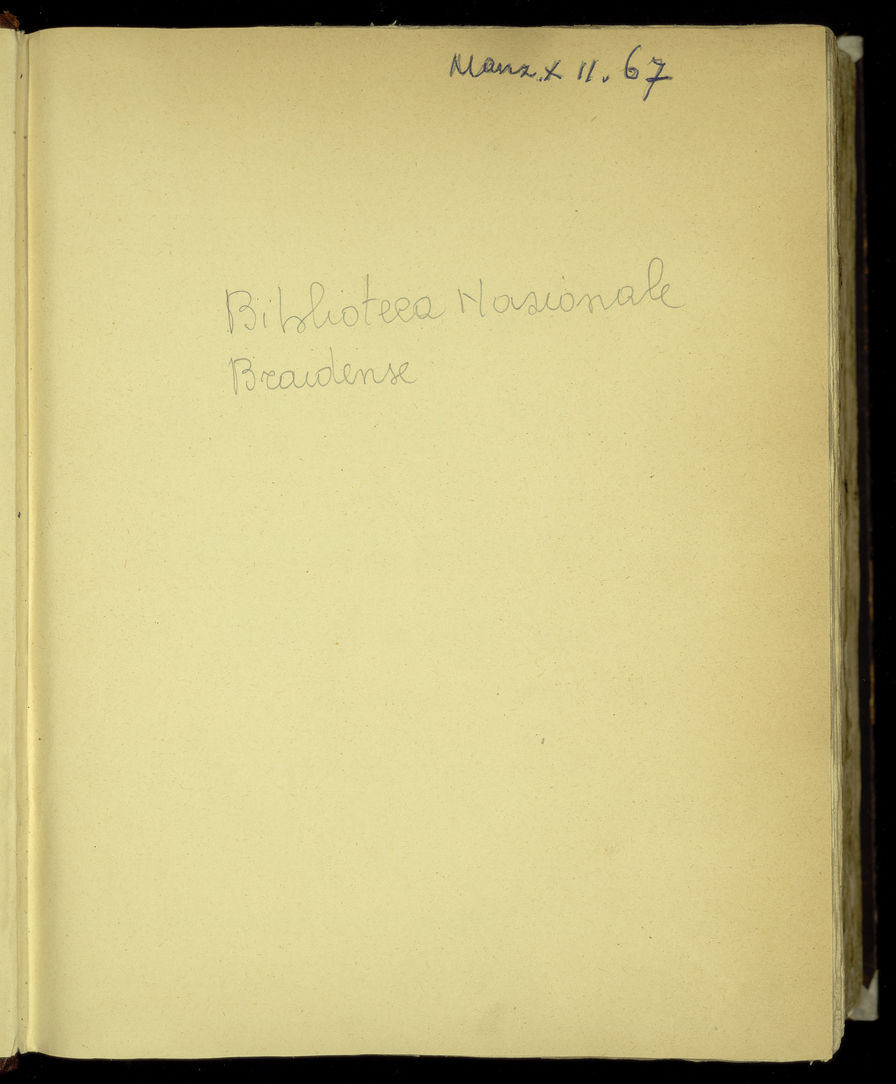 Manz. X 11. 67
Biblioteca Nazionale
Braidense